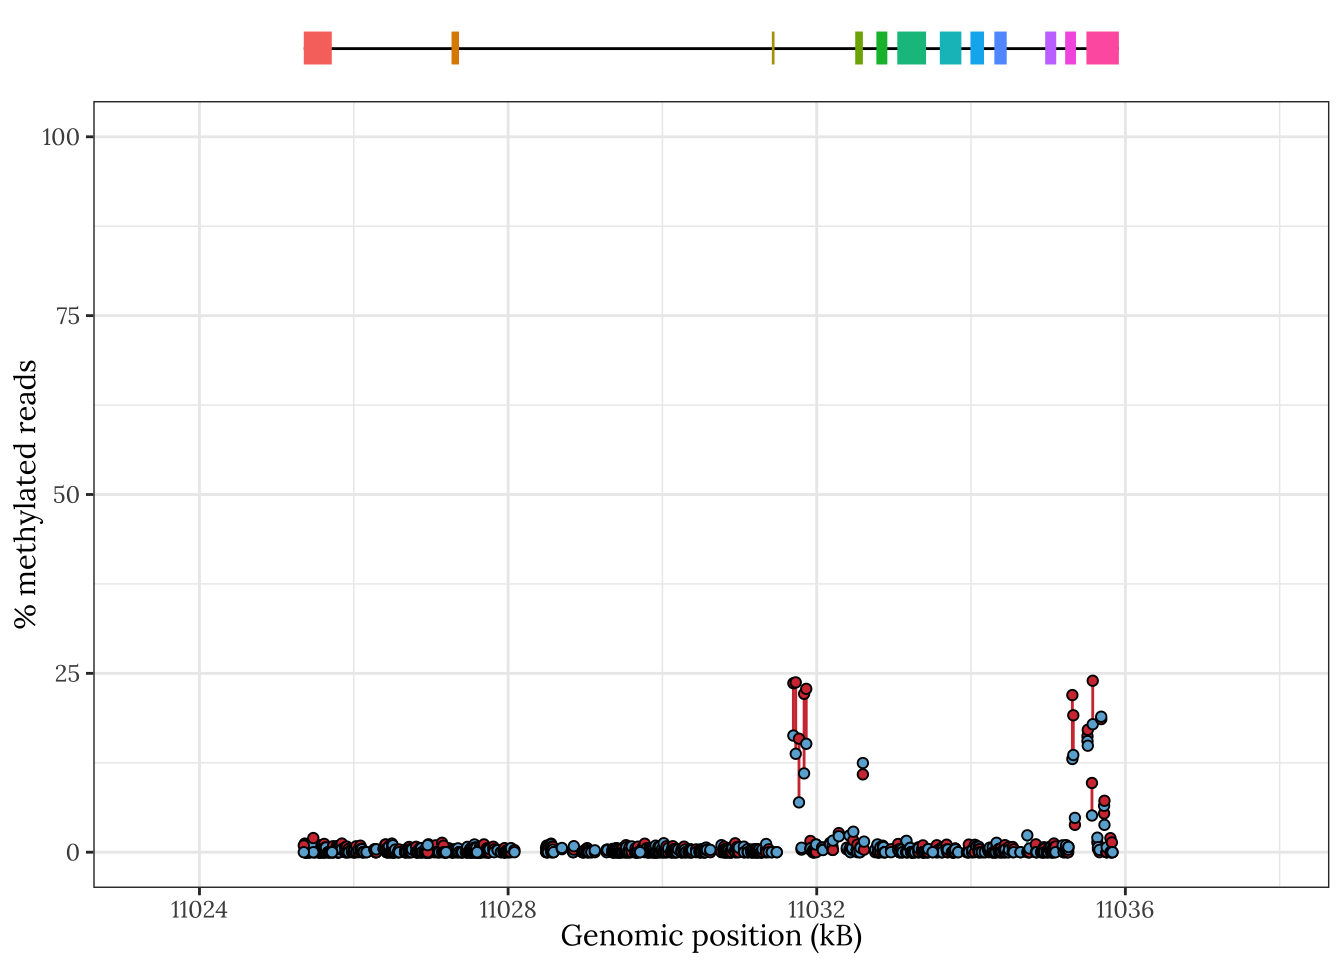 100
75
50
25
0
% methylated reads
11024 11028 11032 11036
Genomic position (kB)